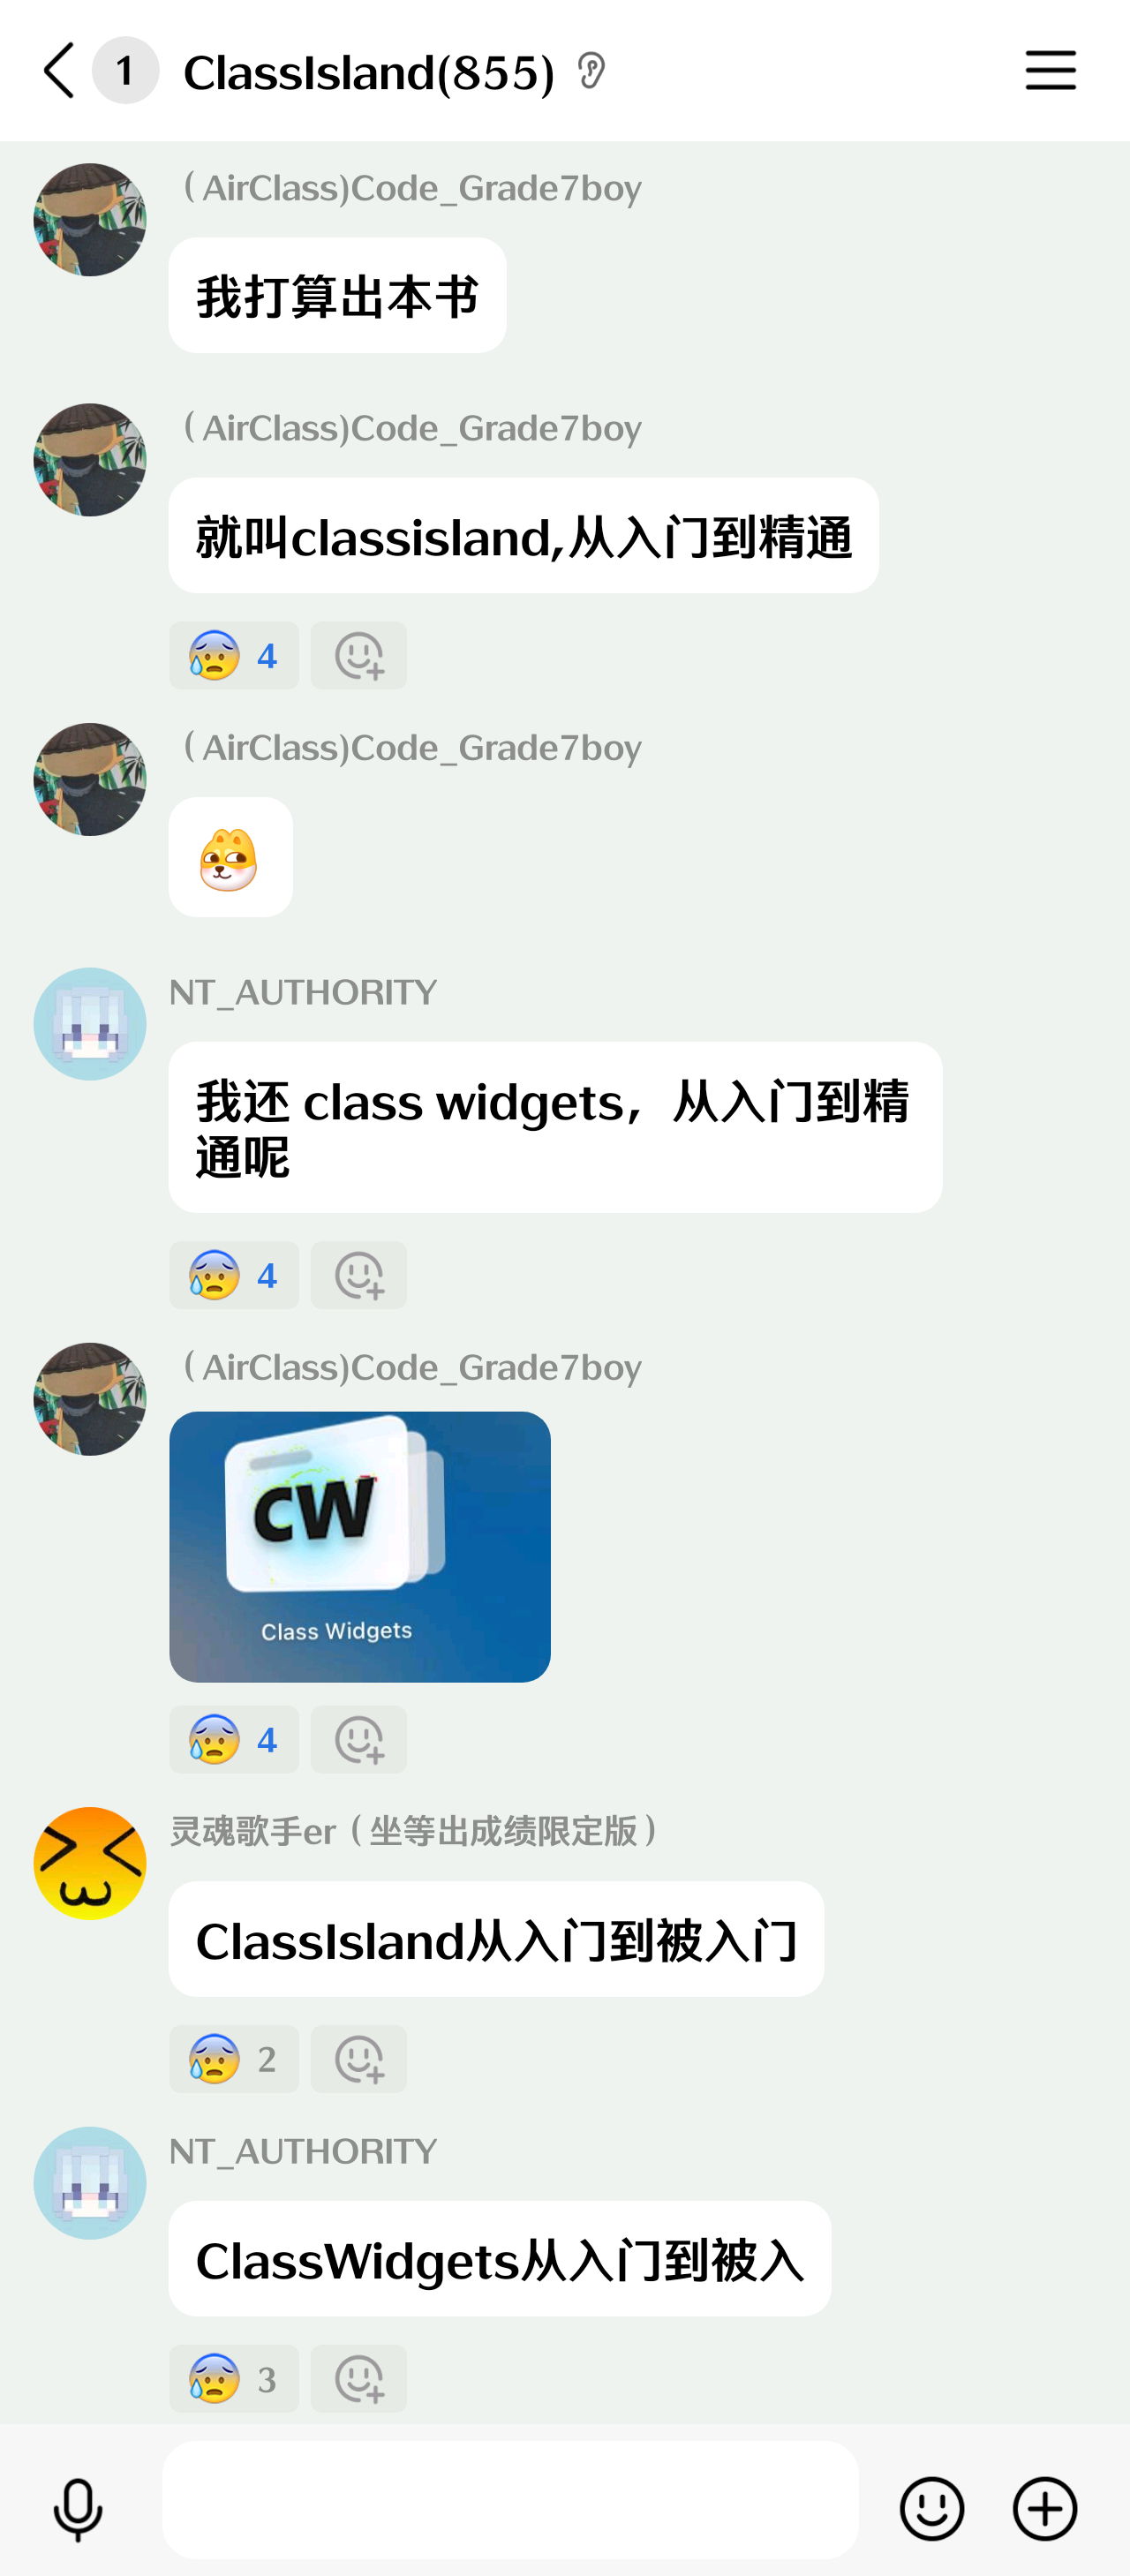 1 ClassIsland(855)
（AirClass)Code_Grade7boy
我打算出本书
（AirClass)Code_Grade7boy
就叫classisland,从入门到精通
4
（AirClass)Code_Grade7boy
NT_AUTHORITY
我还 class widgets，从入门到精
通呢
4
（AirClass)Code_Grade7boy
CW
Class Widgets
4
灵魂歌手er（坐等出成绩限定版）
ClassIsland从入门到被入门
2
NT_AUTHORITY
ClassWidgets从入门到被入
3